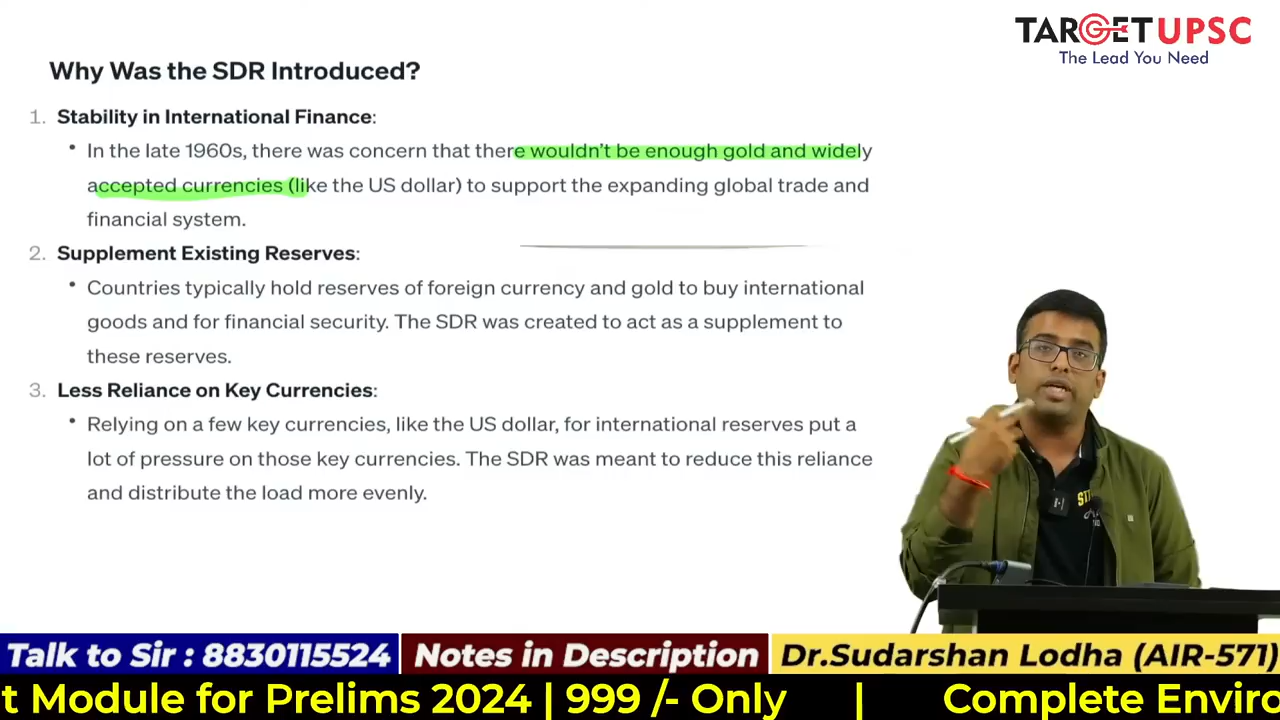 TARGET UPSC
The Lead You Need
Why Was the SDR Introduced?
1. Stability in International Finance:
• In the late 1960s, there was concern that there wouldn't be enough gold and widely
accepted currencies (like the US dollar) to support the expanding global trade and
financial system.
2. Supplement Existing Reserves:
• Countries typically hold reserves of foreign currency and gold to buy international
goods and for financial security. The SDR was created to act as a supplement to
these reserves.
3. Less Reliance on Key Currencies:
• Relying on a few key currencies, like the US dollar, for international reserves put a
lot of pressure on those key currencies. The SDR was meant to reduce this reliance
and distribute the load more evenly.
Talk to Sir : 8830115524 Notes in Description Dr.Sudarshan Lodha (AIR-571)
t Module for Prelims 2024 | 999 /- Only | Complete Enviro